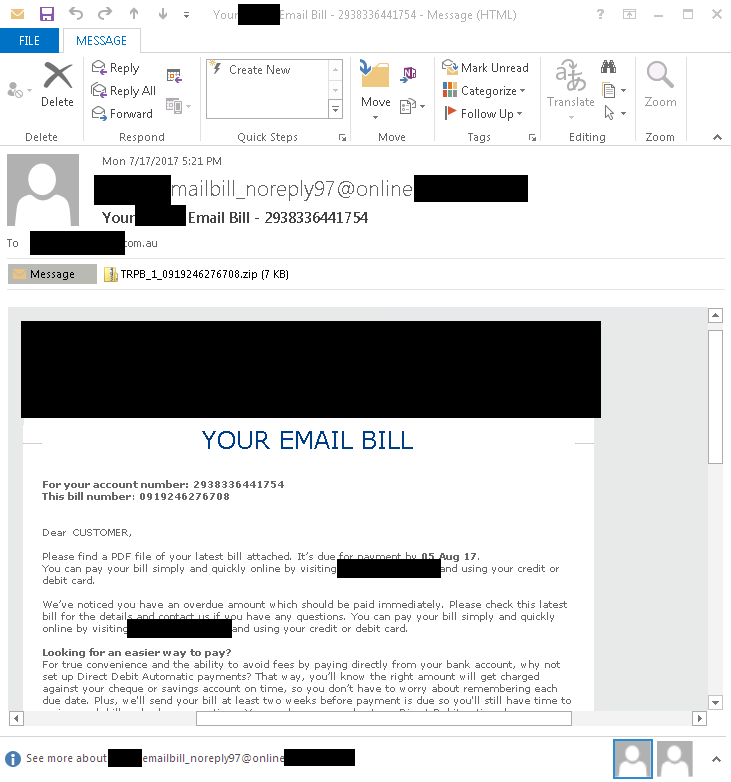 Your Email Bill - 2938336441754 - Message (HTML)
?
FILE MESSAGE
Delete
Reply
Reply All
Forward
Create New
Move
Mark Unread
Categorize
Follow Up
Translate
Zoom
Delete Respond Quick Steps Move Tags Editing Zoom
Mon 7/17/2017 5:21 PM
mailbill_noreply97@online
Your Email Bill - 2938336441754
To com.au
Message TRPB_1_0919246276708.zip (7 KB)
YOUR EMAIL BILL
For your account number: 2938336441754
This bill number: 0919246276708
Dear CUSTOMER,
Please find a PDF file of your latest bill attached. It's due for payment by 05 Aug 17.
You can pay your bill simply and quickly online by visiting and using your credit or
debit card.
We've noticed you have an overdue amount which should be paid immediately. Please check this latest
bill for the details and contact us if you have any questions. You can pay your bill simply and quickly
online by visiting and using your credit or debit card.
Looking for an easier way to pay?
For true convenience and the ability to avoid fees by paying directly from your bank account, why not
set up Direct Debit Automatic payments? That way, you'll know the right amount will get charged
against your cheque or savings account on time, so you don't have to worry about remembering each
due date. Plus, we'll send your bill at least two weeks before payment is due so you'll still have time to
See more about emailbill_noreply97@online